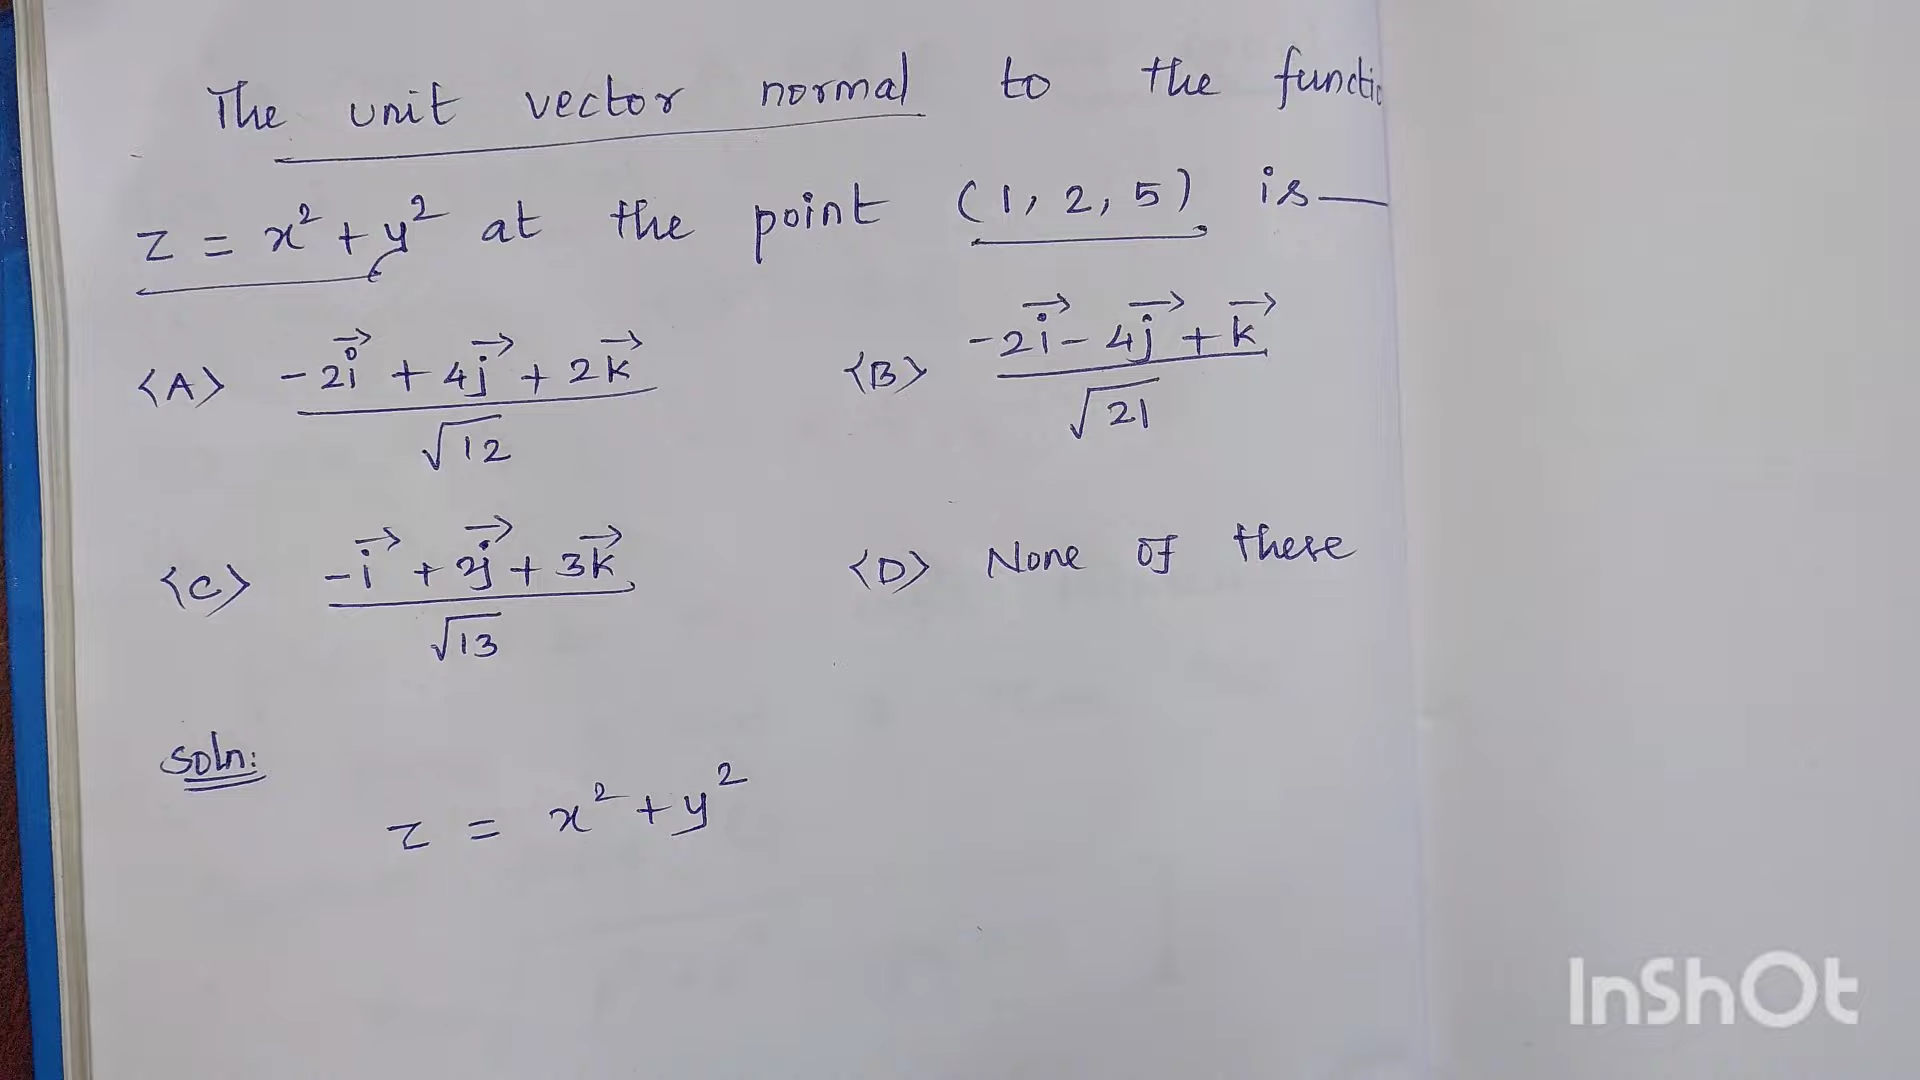 The unit vector normal to the functio
z = x² + y² at the point (1, 2, 5) is —
(A) (-2i⃗ + 4j⃗ + 2k⃗)/√12 (B) (-2i⃗ - 4j⃗ + k⃗)/√21
(C) (-i⃗ + 2j⃗ + 3k⃗)/√13 (D) None of these
Soln:
z = x² + y²
InShOt